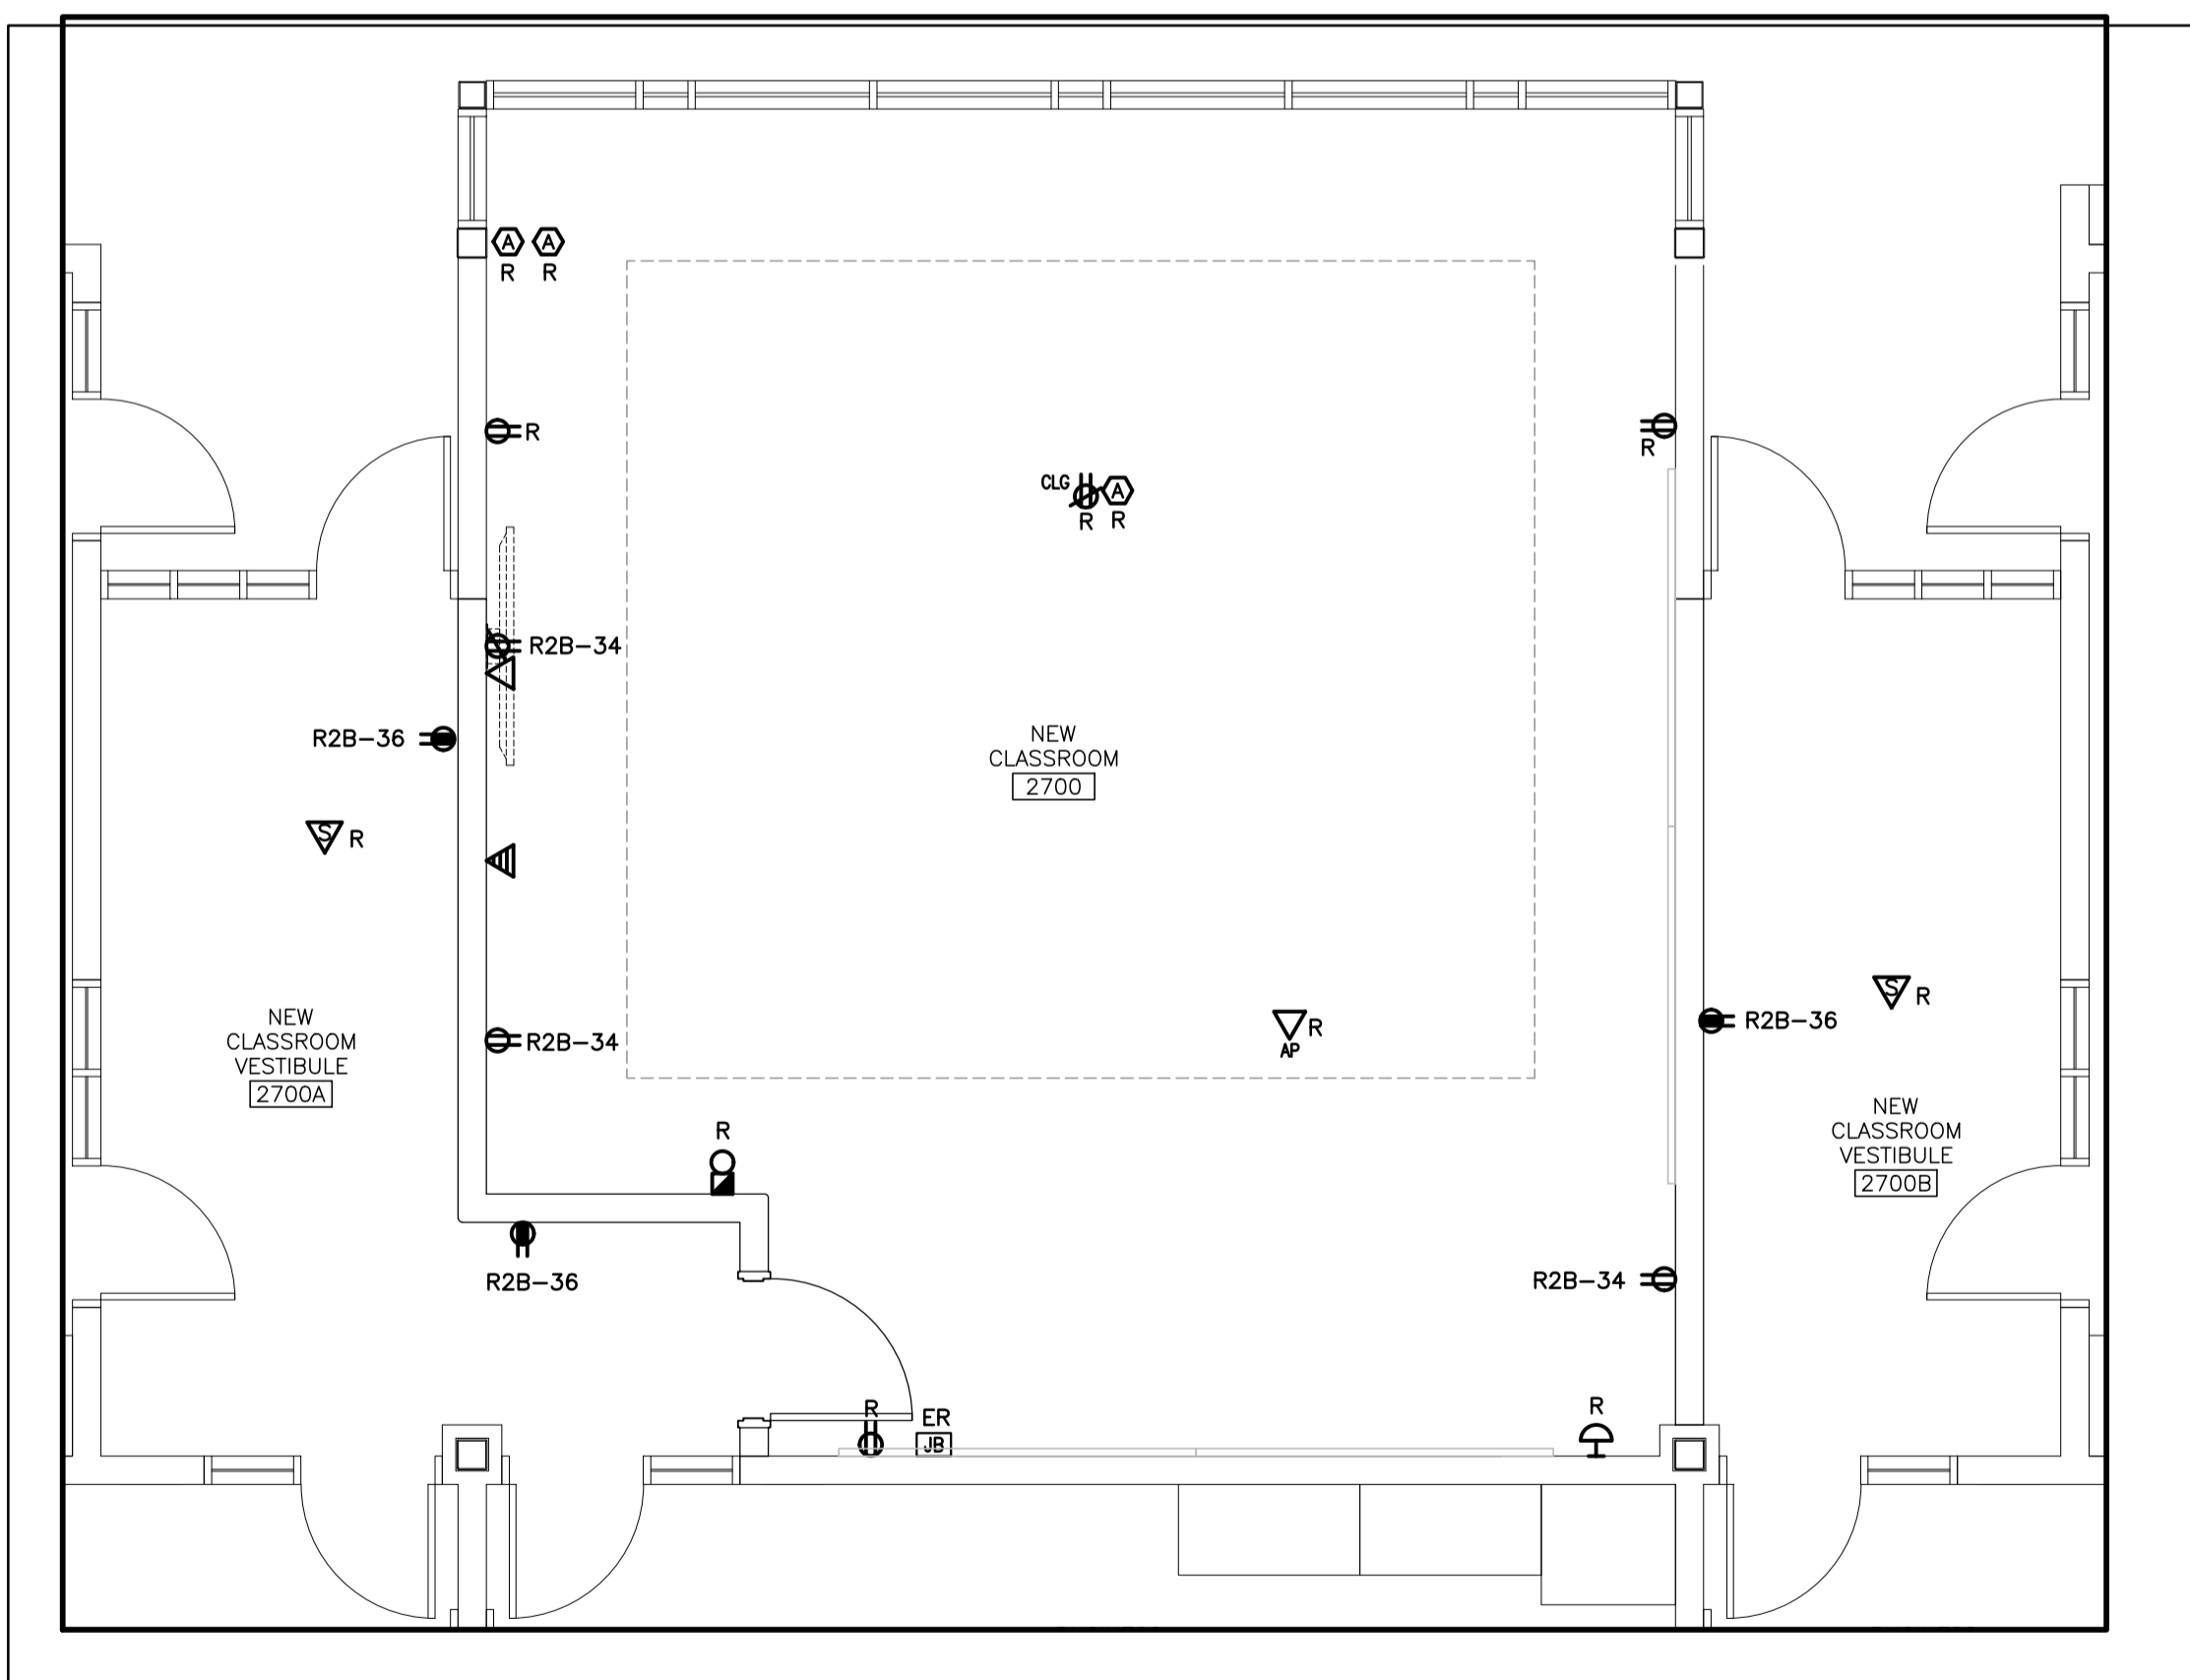 A A
R R
R
R
CLG A
R R
R2B-34
R2B-36
NEW
CLASSROOM
2700
S R
S R
R2B-36
NEW
CLASSROOM
VESTIBULE
2700A
R2B-34
R
AP
NEW
CLASSROOM
VESTIBULE
2700B
R
R2B-36
R2B-34
R
ER
JB
R